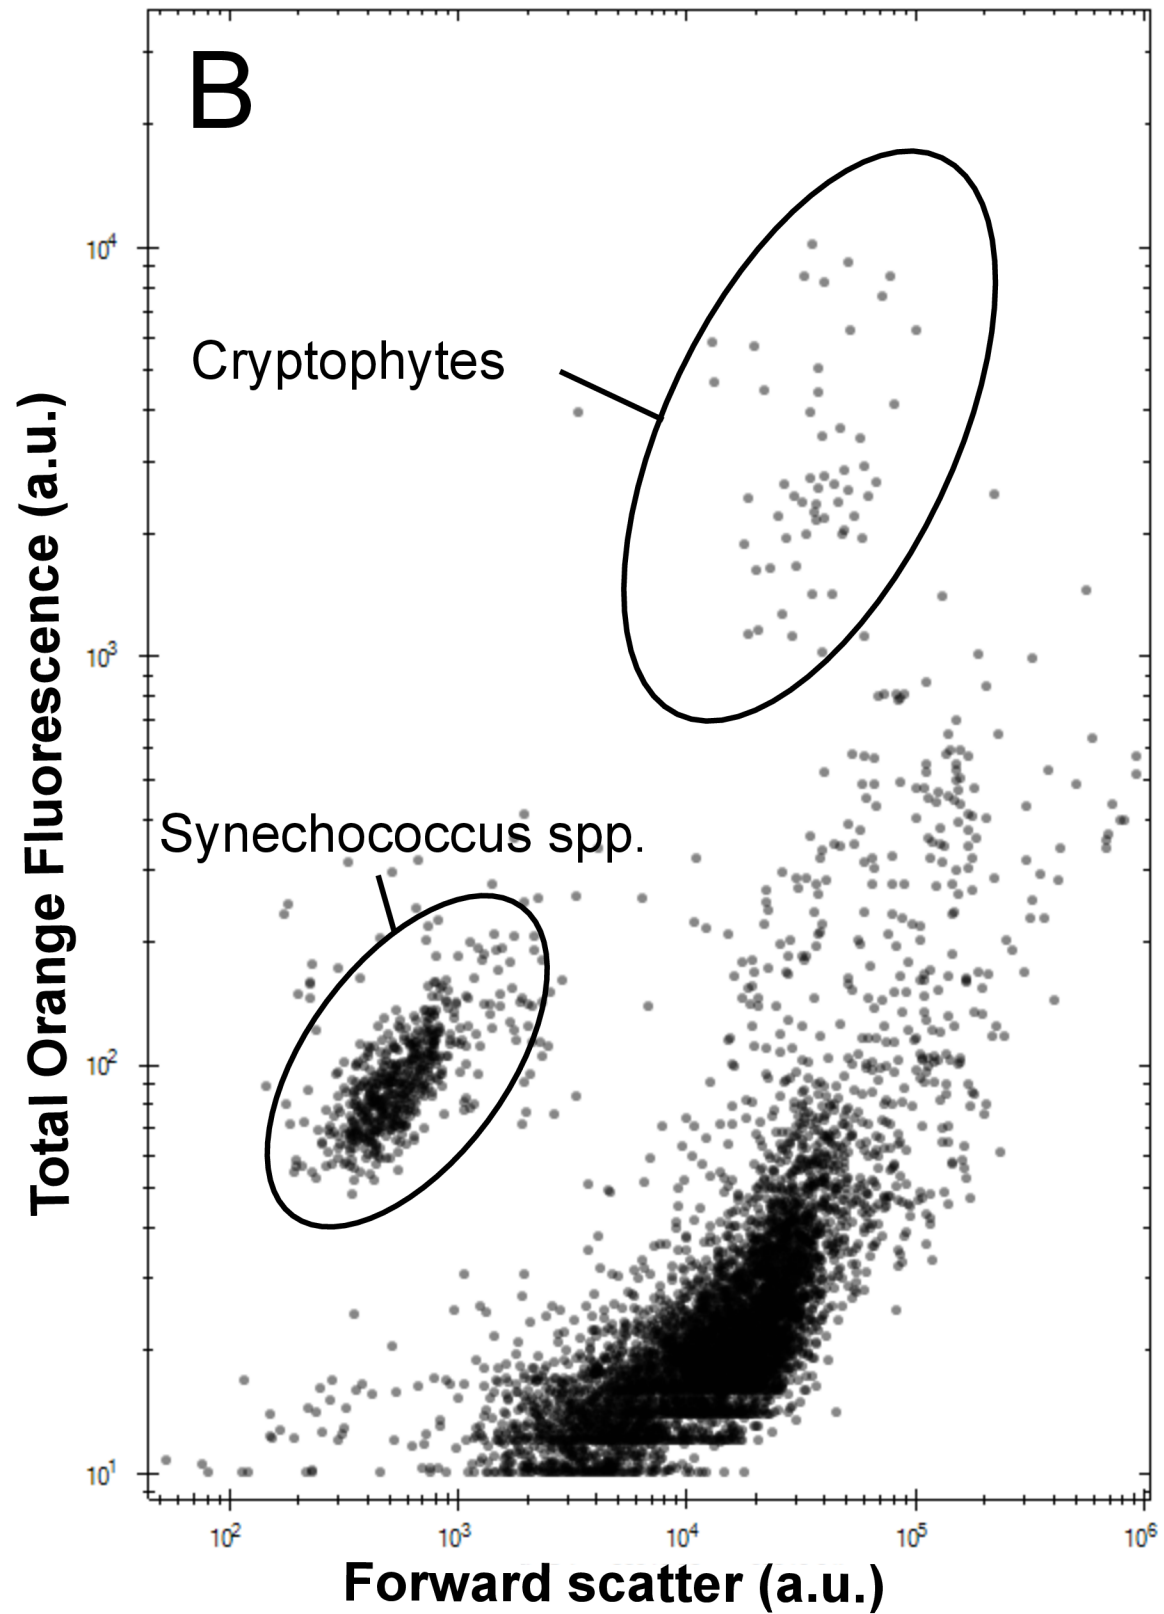 B
Cryptophytes
Synechococcus spp.
Total Orange Fluorescence (a.u.)
10⁴
10³
10²
10¹
10² 10³ 10⁴ 10⁵ 10⁶
Forward scatter (a.u.)